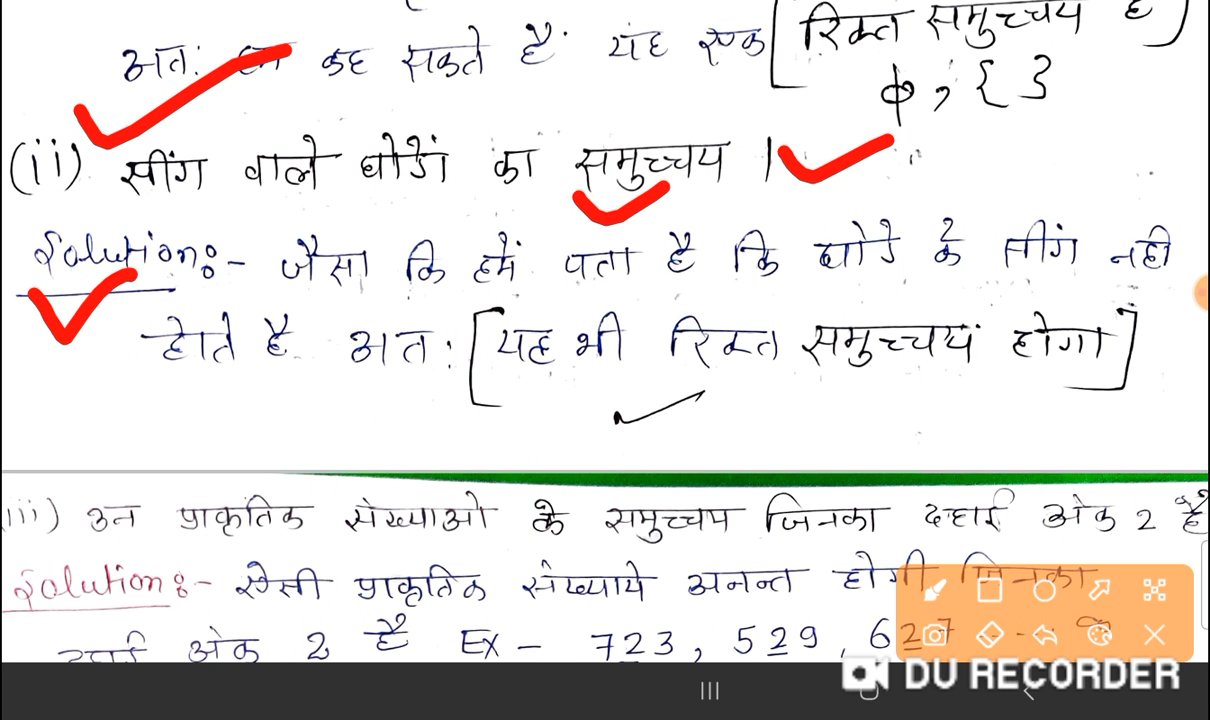 अतः हम कह सकते हैं यह एक [रिक्त समुच्चय है]
ϕ, { }
(ii) सींग वाले घोड़ों का समुच्चय |
Solution:- जैसा कि हमें पता है कि घोडे के सींग नही
होते है अतः [यह भी रिक्त समुच्चय होगा]
iii) उन प्राकृतिक संख्याओ के समुच्चय जिनका दहाई अंक 2 है
Solution:- ऐसी प्राकृतिक संख्याये अनन्त होगी जिनका
दहाई अंक 2 है Ex - 723, 529, 627
DU RECORDER